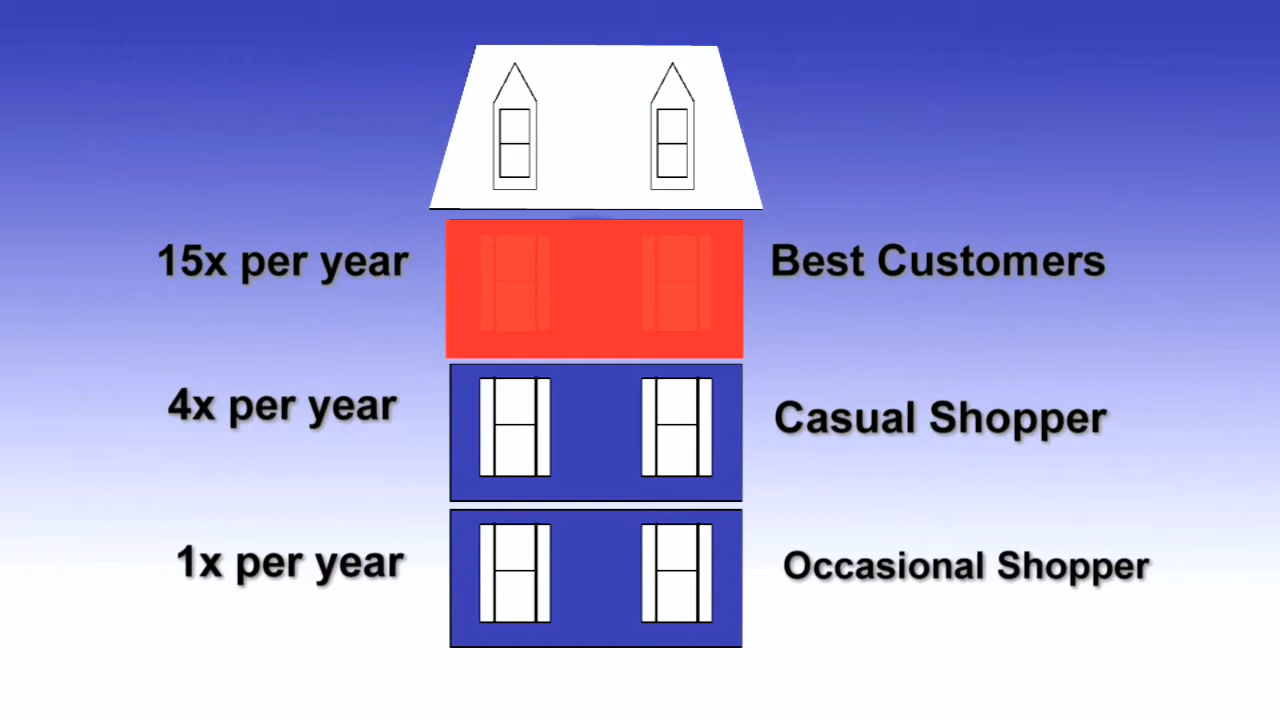 15x per year
Best Customers
4x per year
Casual Shopper
1x per year
Occasional Shopper